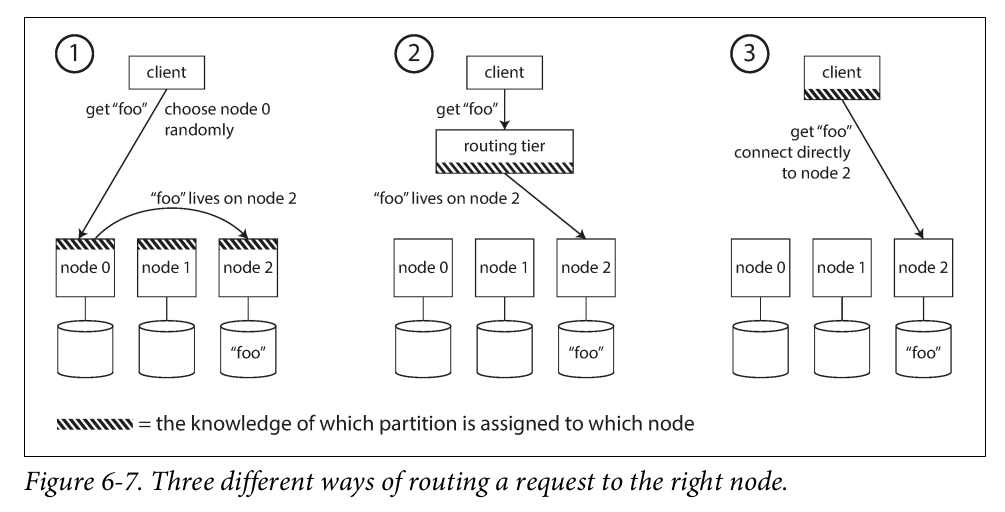 1
client
get “foo”
choose node 0
randomly
“foo” lives on node 2
node 0
node 1
node 2
“foo”
2
client
get “foo”
routing tier
“foo” lives on node 2
node 0
node 1
node 2
“foo”
3
client
get “foo”
connect directly
to node 2
node 0
node 1
node 2
“foo”
= the knowledge of which partition is assigned to which node
Figure 6-7. Three different ways of routing a request to the right node.